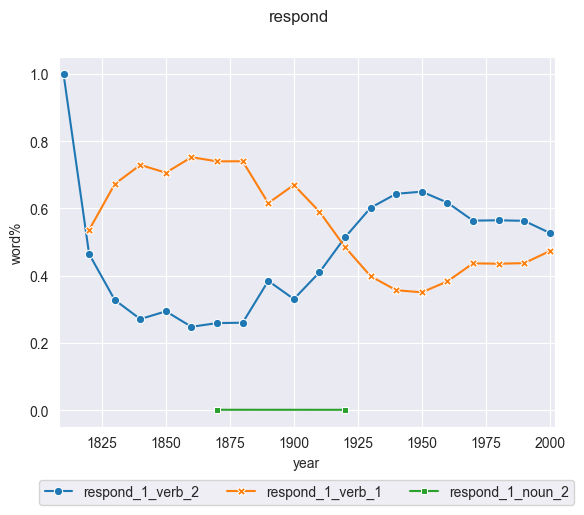 respond
1.0
0.8
0.6
0.4
0.2
0.0
word%
1825 1850 1875 1900 1925 1950 1975 2000
year
respond_1_verb_2 respond_1_verb_1 respond_1_noun_2